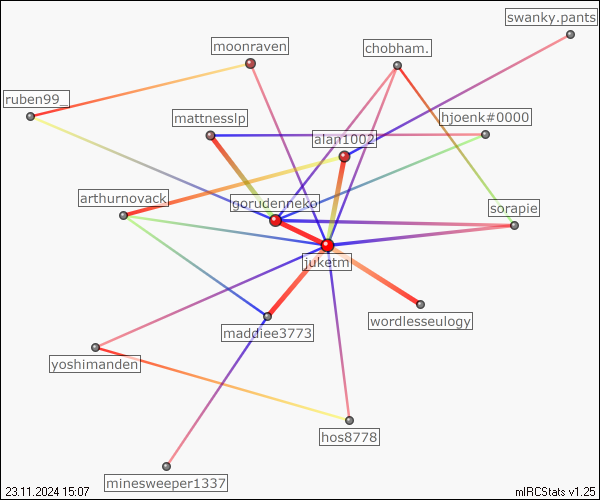 swanky.pants
moonraven
chobham.
ruben99_
mattnesslp
hjoenk#0000
alan1002
arthurnovack
gorudenneko
sorapie
juketm
wordlesseulogy
maddiee3773
yoshimanden
hos8778
minesweeper1337
23.11.2024 15:07
mIRCStats v1.25